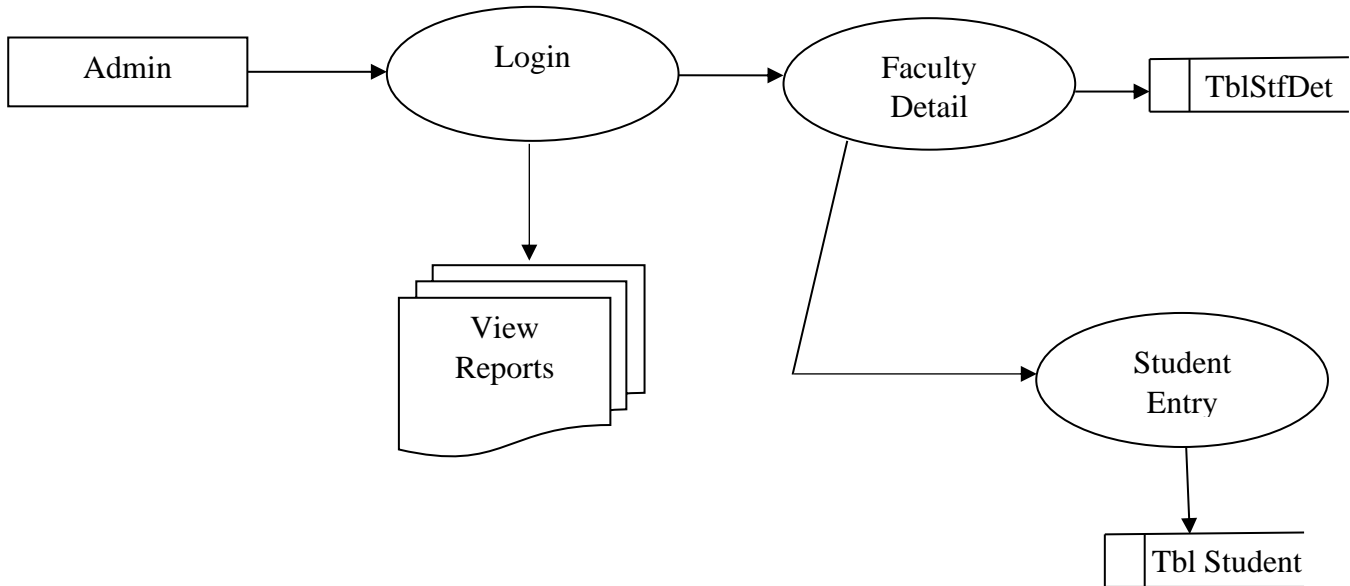 Admin
Login
Faculty
Detail
TblStfDet
View
Reports
Student
Entry
Tbl Student